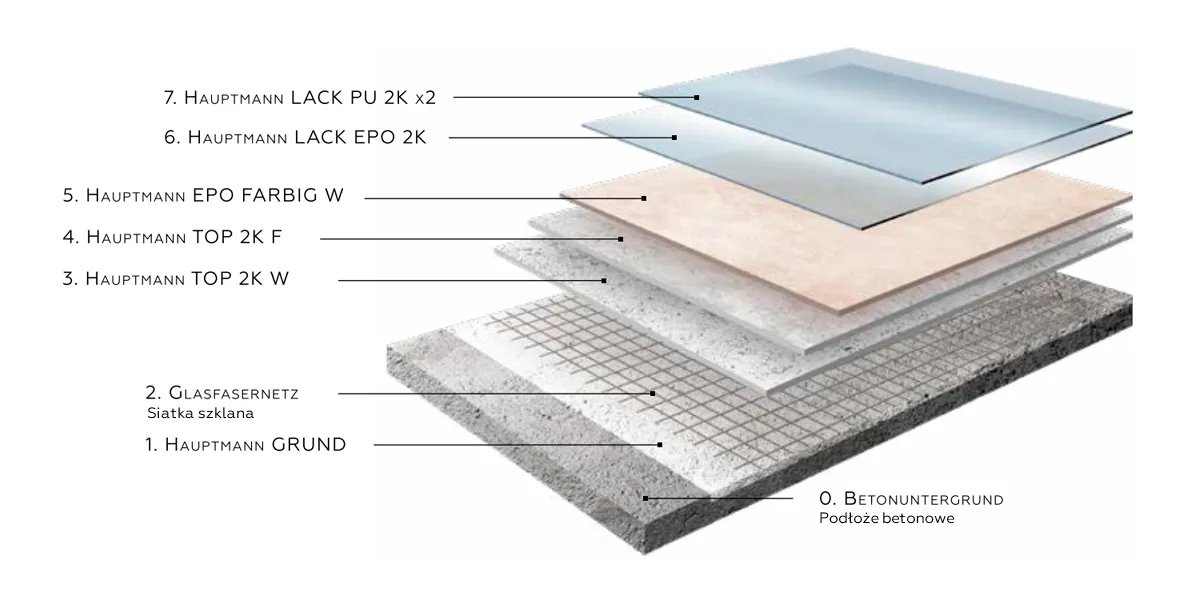 7. Hauptmann LACK PU 2K x2
6. Hauptmann LACK EPO 2K
5. Hauptmann EPO FARBIG W
4. Hauptmann TOP 2K F
3. Hauptmann TOP 2K W
2. Glasfasernetz
Siatka szklana
1. Hauptmann GRUND
0. Betonuntergrund
Podłoże betonowe